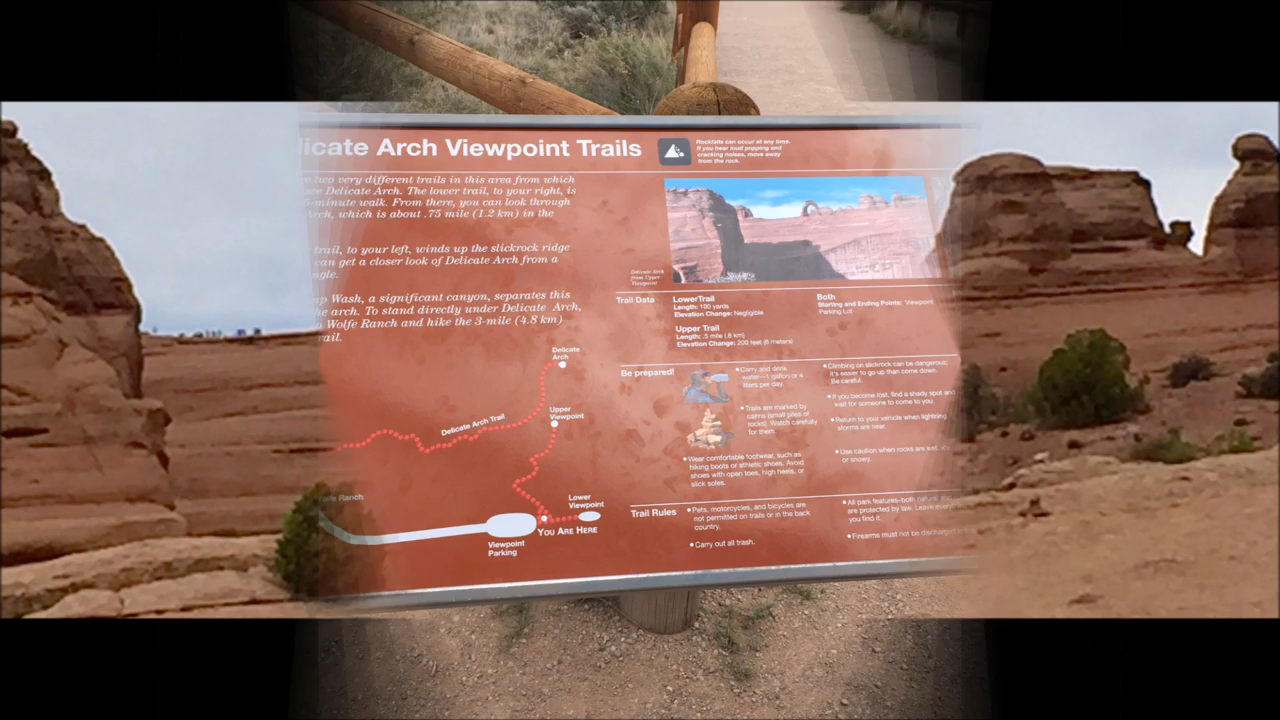 licate Arch Viewpoint Trails
Rockfalls can occur at any time.
If you hear loud popping and
cracking noises, move away
from the rock.
two very different trails in this area from which
see Delicate Arch. The lower trail, to your right, is
5-minute walk. From there, you can look through
Arch, which is about .75 mile (1.2 km) in the
trail, to your left, winds up the slickrock ridge
can get a closer look of Delicate Arch from a
ngle.
Wash, a significant canyon, separates this
he arch. To stand directly under Delicate Arch,
Wolfe Ranch and hike the 3-mile (4.8 km)
rail.
Delicate
Arch
Upper
Viewpoint
Delicate Arch Trail
Ranch
Lower
Viewpoint
YOU ARE HERE
Viewpoint
Parking
Delicate Arch
from Upper
Viewpoint
Trail Data
LowerTrail
Length: 100 yards
Elevation Change: Negligible
Upper Trail
Length: .5 mile (.8 km)
Elevation Change: 200 feet (6 meters)
Both
Starting and Ending Points: Viewpoint
Parking Lot
Be prepared!
• Carry and drink
water—1 gallon or 4
liters per day.
• Trails are marked by
cairns (small piles of
rocks). Watch carefully
for them.
• Wear comfortable footwear, such as
hiking boots or athletic shoes. Avoid
shoes with open toes, high heels, or
slick soles.
• Climbing on slickrock can be dangerous;
it's easier to go up than come down.
Be careful.
• If you become lost, find a shady spot and
wait for someone to come to you.
• Return to your vehicle when lightning
storms are near.
• Use caution when rocks are wet, icy,
or snowy.
Trail Rules
• Pets, motorcycles, and bicycles are
not permitted on trails or in the back
country.
• Carry out all trash.
• All park features-both natural and
are protected by law. Leave every
you find it.
• Firearms must not be discharged